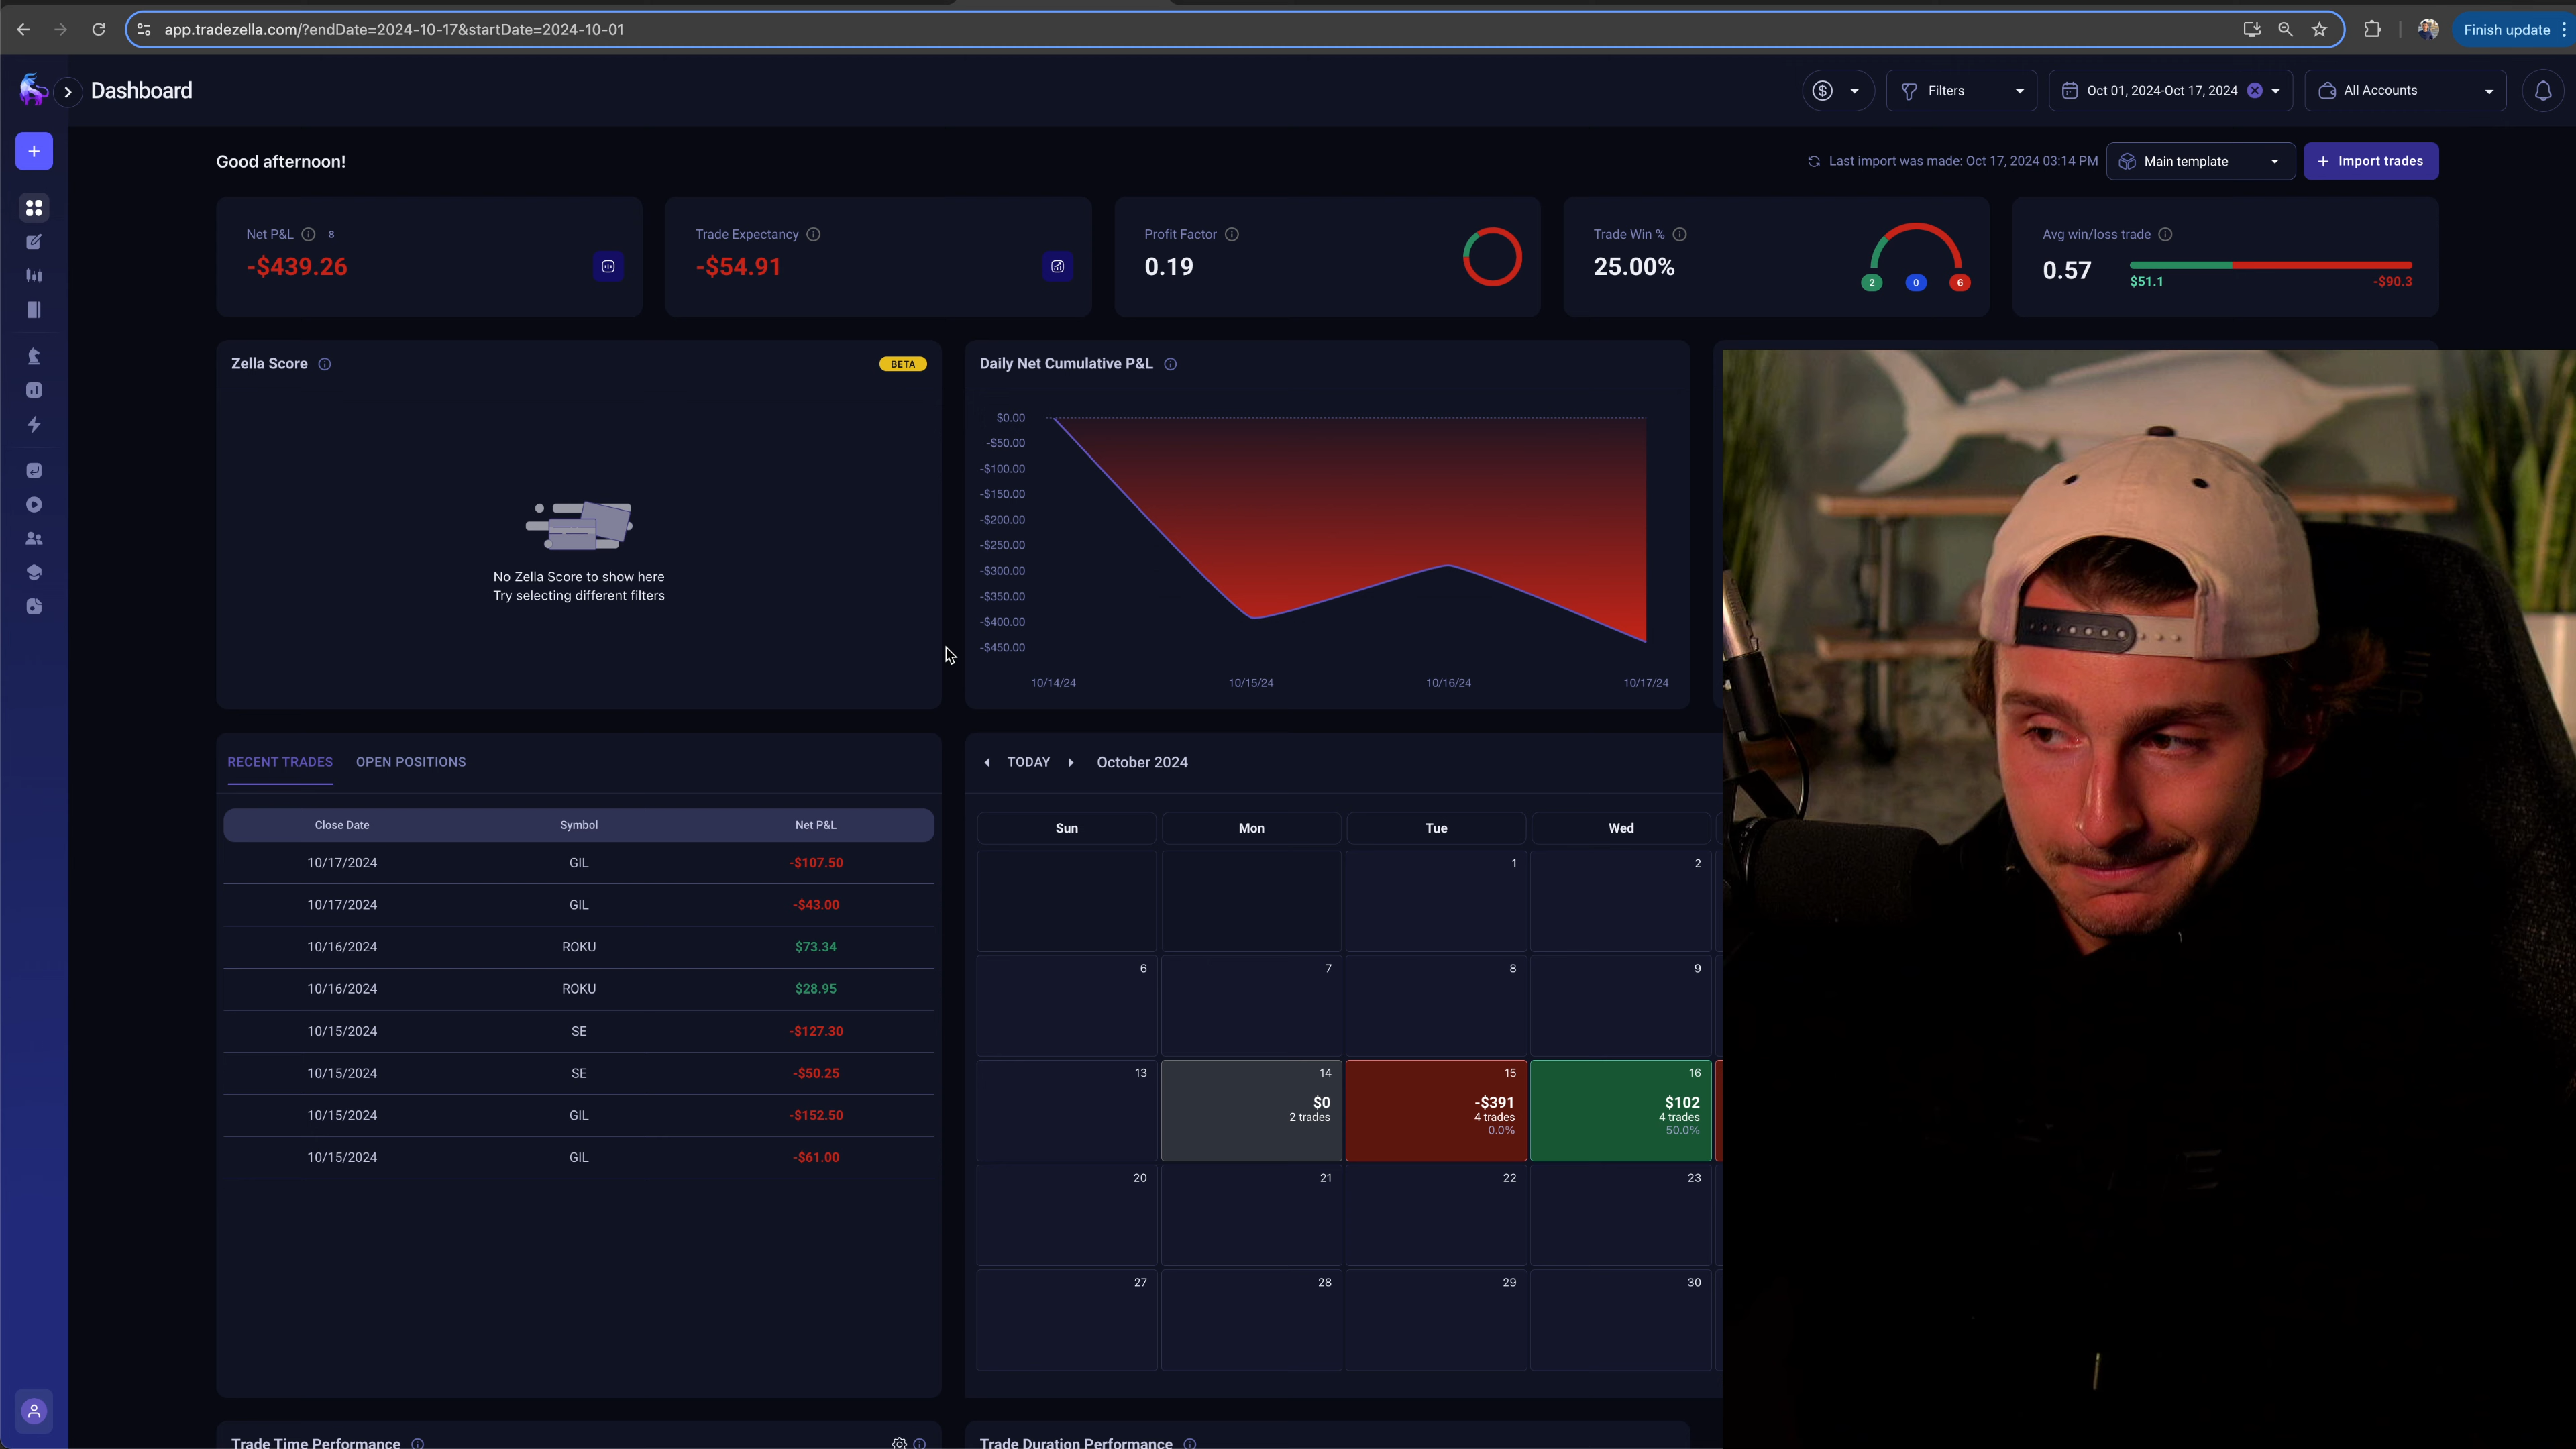 app.tradezella.com/?endDate=2024-10-17&startDate=2024-10-01
Finish update
Dashboard
$
Filters
Oct 01, 2024-Oct 17, 2024
All Accounts
Good afternoon!
Last import was made: Oct 17, 2024 03:14 PM
Main template
+ Import trades
Net P&L 8
-$439.26
Trade Expectancy
-$54.91
Profit Factor
0.19
Trade Win %
25.00%
2 0 6
Avg win/loss trade
0.57
$51.1 -$90.3
Zella Score
BETA
No Zella Score to show here
Try selecting different filters
Daily Net Cumulative P&L
$0.00
-$50.00
-$100.00
-$150.00
-$200.00
-$250.00
-$300.00
-$350.00
-$400.00
-$450.00
10/14/24 10/15/24 10/16/24 10/17/24
RECENT TRADES OPEN POSITIONS
Close Date Symbol Net P&L
10/17/2024 GIL -$107.50
10/17/2024 GIL -$43.00
10/16/2024 ROKU $73.34
10/16/2024 ROKU $28.95
10/15/2024 SE -$127.30
10/15/2024 SE -$50.25
10/15/2024 GIL -$152.50
10/15/2024 GIL -$61.00
TODAY October 2024
Sun Mon Tue Wed
1 2
6 7 8 9
13 14 15 16
$0 -$391 $102
2 trades 4 trades 4 trades
0.0% 50.0%
20 21 22 23
27 28 29 30
Trade Time Performance
Trade Duration Performance